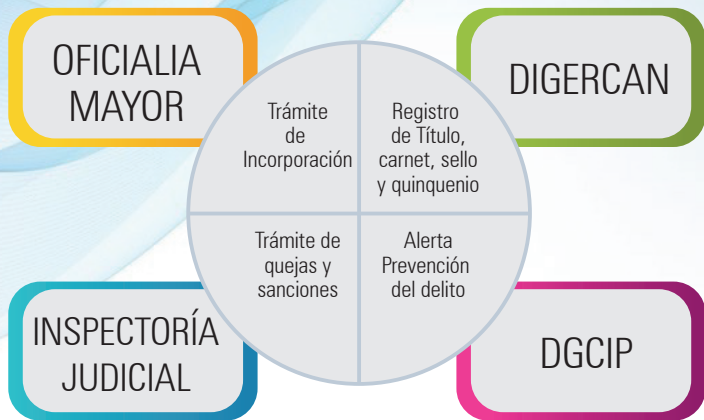 OFICIALIA
MAYOR
DIGERCAN
Trámite
de
Incorporación
Registro
de Título,
carnet, sello
y quinquenio
Trámite de
quejas y
sanciones
Alerta
Prevención
del delito
INSPECTORÍA
JUDICIAL
DGCIP